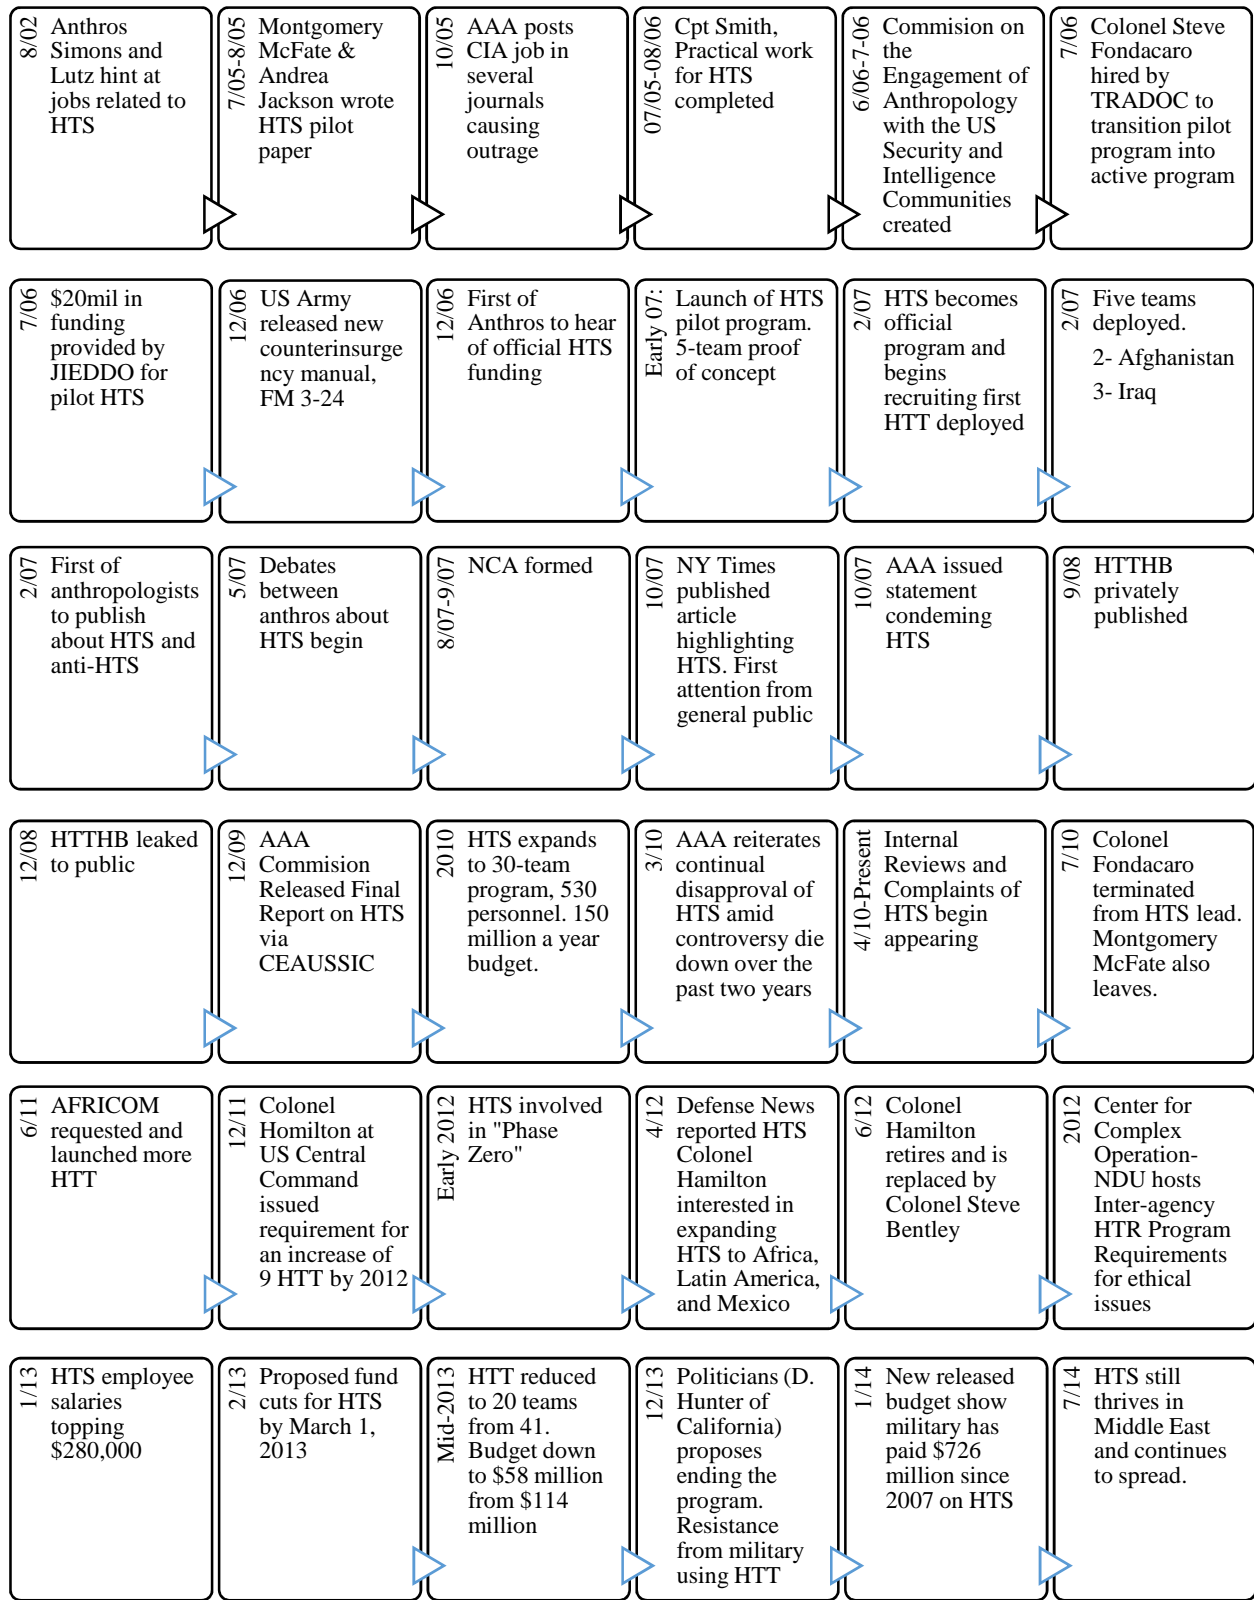 8/02
Anthros
Simons and
Lutz hint at
jobs related to
HTS
7/05-8/05
Montgomery
McFate &
Andrea
Jackson wrote
HTS pilot
paper
10/05
AAA posts
CIA job in
several
journals
causing
outrage
07/05-08/06
Cpt Smith,
Practical work
for HTS
completed
6/06-7-06
Commision on
the
Engagement of
Anthropology
with the US
Security and
Intelligence
Communities
created
7/06
Colonel Steve
Fondacaro
hired by
TRADOC to
transition pilot
program into
active program
7/06
$20mil in
funding
provided by
JIEDDO for
pilot HTS
12/06
US Army
released new
counterinsurge
ncy manual,
FM 3-24
12/06
First of
Anthros to hear
of official HTS
funding
Early 07::
Launch of HTS
pilot program.
5-team proof
of concept
2/07
HTS becomes
official
program and
begins
recruiting first
HTT deployed
2/07
Five teams
deployed.
2- Afghanistan
3- Iraq
2/07
First of
anthropologists
to publish
about HTS and
anti-HTS
5/07
Debates
between
anthros about
HTS begin
8/07-9/07
NCA formed
10/07
NY Times
published
article
highlighting
HTS. First
attention from
general public
10/07
AAA issued
statement
condeming
HTS
9/08
HTTHB
privately
published
12/08
HTTHB leaked
to public
12/09
AAA
Commision
Released Final
Report on HTS
via
CEAUSSIC
2010
HTS expands
to 30-team
program, 530
personnel. 150
million a year
budget.
3/10
AAA reiterates
continual
disapproval of
HTS amid
controversy die
down over the
past two years
4/10-Present
Internal
Reviews and
Complaints of
HTS begin
appearing
7/10
Colonel
Fondacaro
terminated
from HTS lead.
Montgomery
McFate also
leaves.
6/11
AFRICOM
requested and
launched more
HTT
12/11
Colonel
Homilton at
US Central
Command
issued
requirement for
an increase of
9 HTT by 2012
Early 2012
HTS involved
in "Phase
Zero"
4/12
Defense News
reported HTS
Colonel
Hamilton
interested in
expanding
HTS to Africa,
Latin America,
and Mexico
6/12
Colonel
Hamilton
retires and is
replaced by
Colonel Steve
Bentley
2012
Center for
Complex
Operation-
NDU hosts
Inter-agency
HTR Program
Requirements
for ethical
issues
1/13
HTS employee
salaries
topping
$280,000
2/13
Proposed fund
cuts for HTS
by March 1,
2013
Mid-2013
HTT reduced
to 20 teams
from 41.
Budget down
to $58 million
from $114
million
12/13
Politicians (D.
Hunter of
California)
proposes
ending the
program.
Resistance
from military
using HTT
1/14
New released
budget show
military has
paid $726
million since
2007 on HTS
7/14
HTS still
thrives in
Middle East
and continues
to spread.